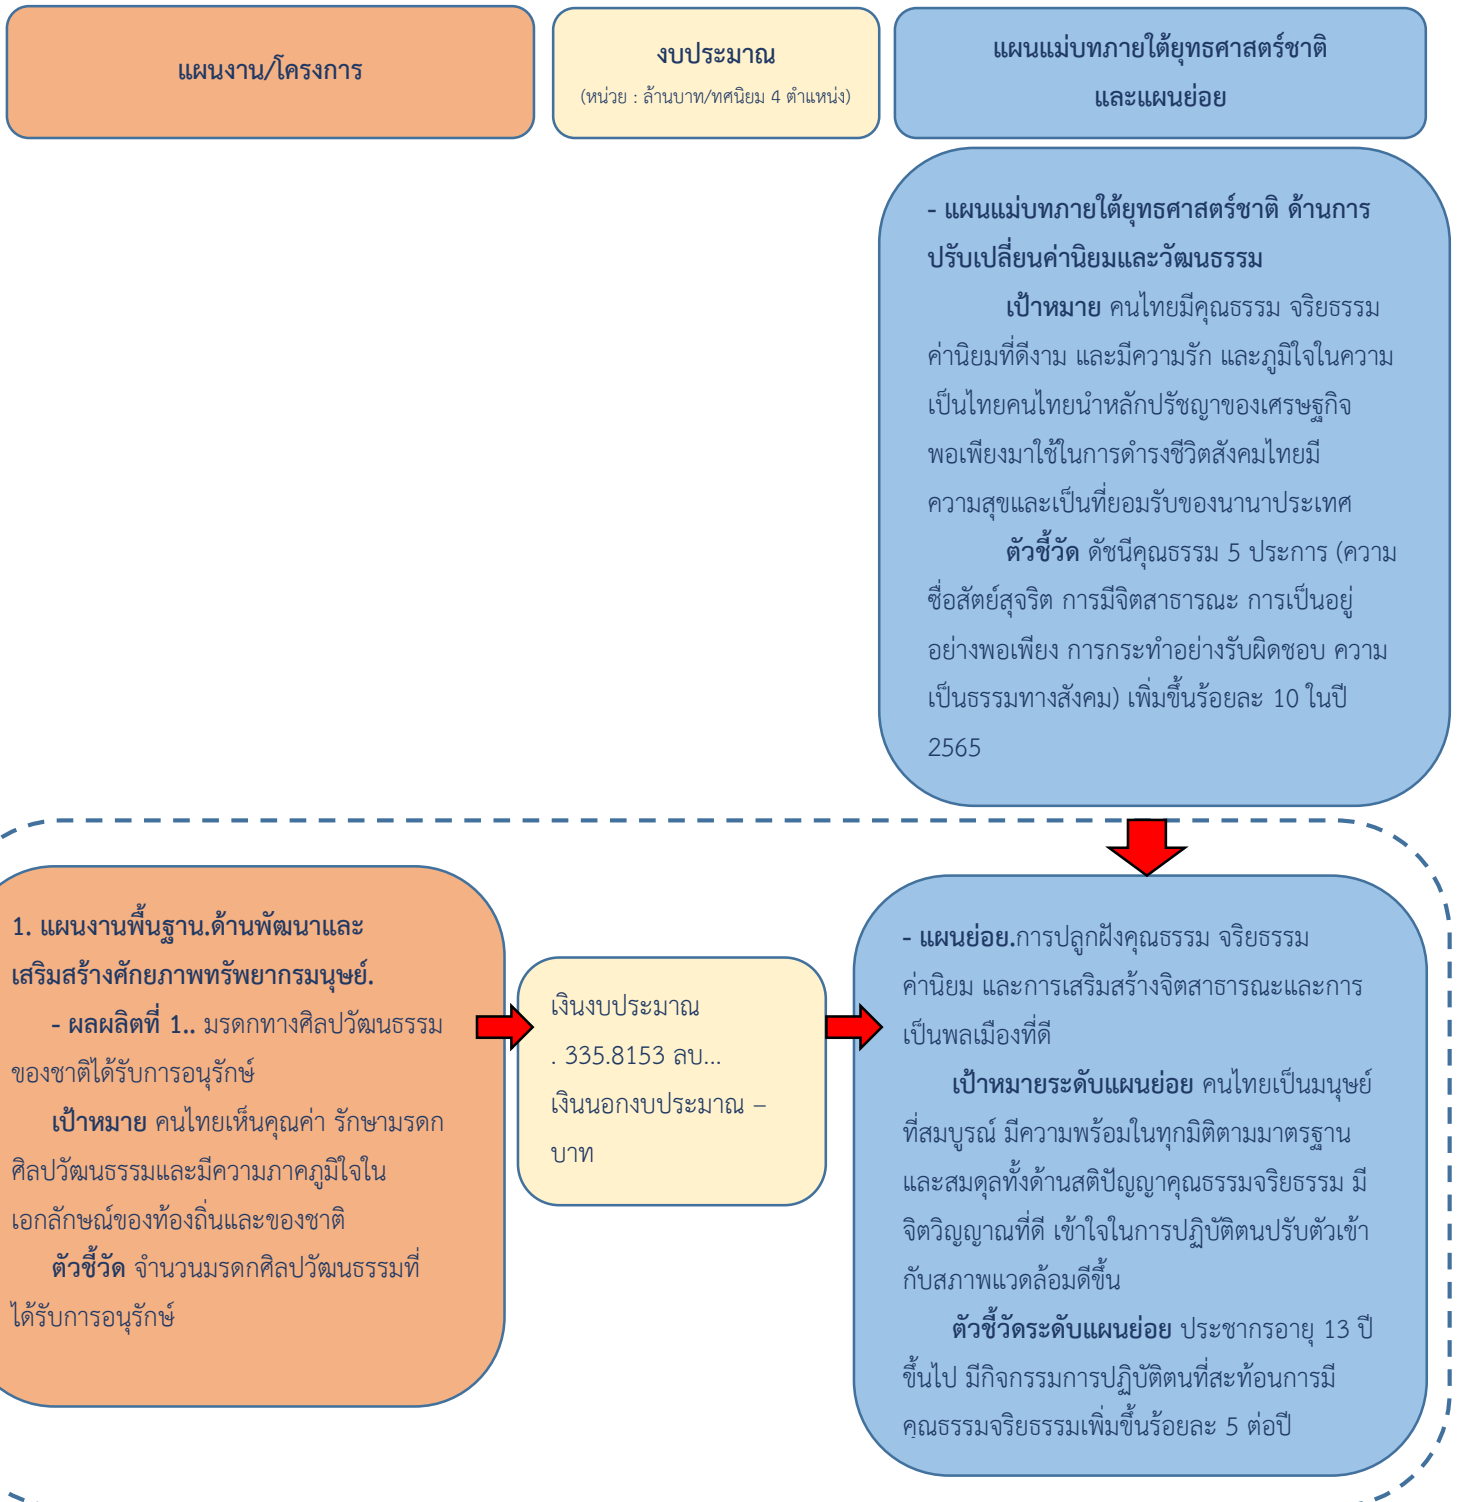 แผนงาน/โครงการ
งบประมาณ
(หน่วย : ล้านบาท/ทศนิยม 4 ตำแหน่ง)
แผนแม่บทภายใต้ยุทธศาสตร์ชาติ
และแผนย่อย
- แผนแม่บทภายใต้ยุทธศาสตร์ชาติ ด้านการ
ปรับเปลี่ยนค่านิยมและวัฒนธรรม
เป้าหมาย คนไทยมีคุณธรรม จริยธรรม
ค่านิยมที่ดีงาม และมีความรัก และภูมิใจในความ
เป็นไทยคนไทยนำหลักปรัชญาของเศรษฐกิจ
พอเพียงมาใช้ในการดำรงชีวิตสังคมไทยมี
ความสุขและเป็นที่ยอมรับของนานาประเทศ
ตัวชี้วัด ดัชนีคุณธรรม 5 ประการ (ความ
ซื่อสัตย์สุจริต การมีจิตสาธารณะ การเป็นอยู่
อย่างพอเพียง การกระทำอย่างรับผิดชอบ ความ
เป็นธรรมทางสังคม) เพิ่มขึ้นร้อยละ 10 ในปี
2565
1. แผนงานพื้นฐาน.ด้านพัฒนาและ
เสริมสร้างศักยภาพทรัพยากรมนุษย์.
- ผลผลิตที่ 1.. มรดกทางศิลปวัฒนธรรม
ของชาติได้รับการอนุรักษ์
เป้าหมาย คนไทยเห็นคุณค่า รักษามรดก
ศิลปวัฒนธรรมและมีความภาคภูมิใจใน
เอกลักษณ์ของท้องถิ่นและของชาติ
ตัวชี้วัด จำนวนมรดกศิลปวัฒนธรรมที่
ได้รับการอนุรักษ์
เงินงบประมาณ
. 335.8153 ลบ...
เงินนอกงบประมาณ –
บาท
- แผนย่อย.การปลูกฝังคุณธรรม จริยธรรม
ค่านิยม และการเสริมสร้างจิตสาธารณะและการ
เป็นพลเมืองที่ดี
เป้าหมายระดับแผนย่อย คนไทยเป็นมนุษย์
ที่สมบูรณ์ มีความพร้อมในทุกมิติตามมาตรฐาน
และสมดุลทั้งด้านสติปัญญาคุณธรรมจริยธรรม มี
จิตวิญญาณที่ดี เข้าใจในการปฏิบัติตนปรับตัวเข้า
กับสภาพแวดล้อมดีขึ้น
ตัวชี้วัดระดับแผนย่อย ประชากรอายุ 13 ปี
ขึ้นไป มีกิจกรรมการปฏิบัติตนที่สะท้อนการมี
คุณธรรมจริยธรรมเพิ่มขึ้นร้อยละ 5 ต่อปี